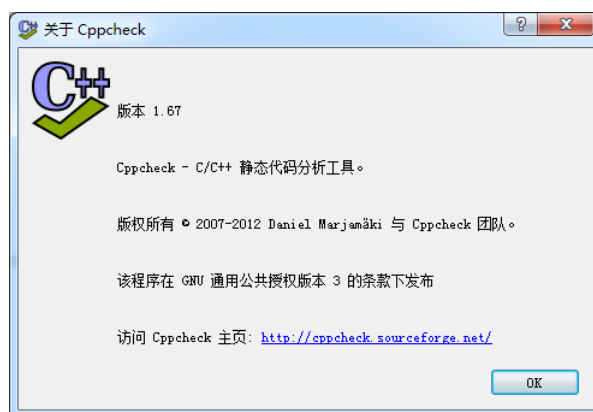 关于 Cppcheck
?
C++
版本 1.67
Cppcheck - C/C++ 静态代码分析工具。
版权所有 © 2007-2012 Daniel Marjamäki 与 Cppcheck 团队。
该程序在 GNU 通用公共授权版本 3 的条款下发布
访问 Cppcheck 主页: http://cppcheck.sourceforge.net/
OK